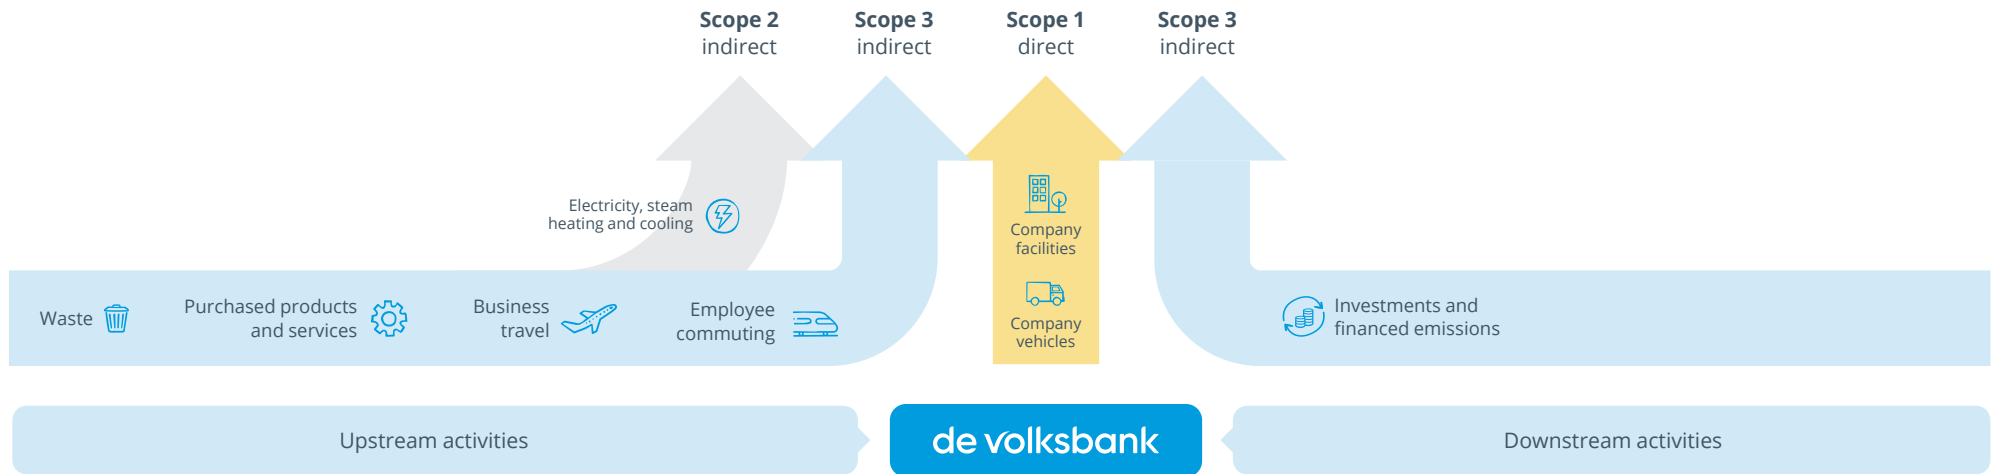 Scope 2
indirect
Scope 3
indirect
Scope 1
direct
Scope 3
indirect
Electricity, steam
heating and cooling
Company
facilities
Company
vehicles
Waste
Purchased products
and services
Business
travel
Employee
commuting
Investments and
financed emissions
Upstream activities
de volksbank
Downstream activities